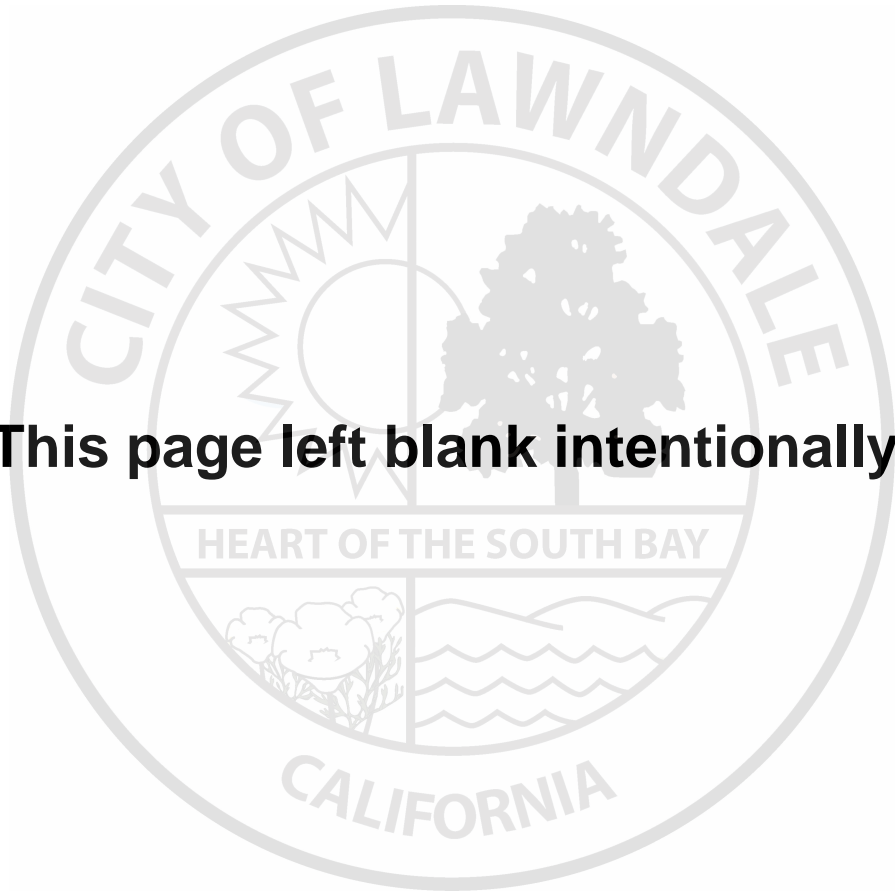 CITY OF LAWNDALE
This page left blank intentionally
HEART OF THE SOUTH BAY
CALIFORNIA